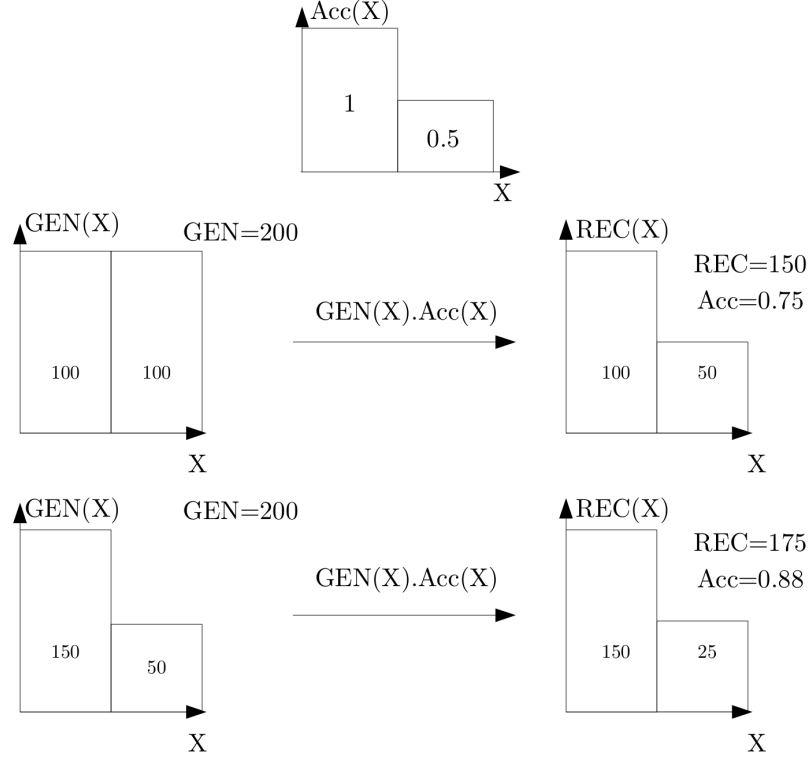 Acc(X)
1
0.5
X
GEN(X)
GEN=200
100
100
X
GEN(X).Acc(X)
REC(X)
REC=150
Acc=0.75
100
50
X
GEN(X)
GEN=200
150
50
X
GEN(X).Acc(X)
REC(X)
REC=175
Acc=0.88
150
25
X